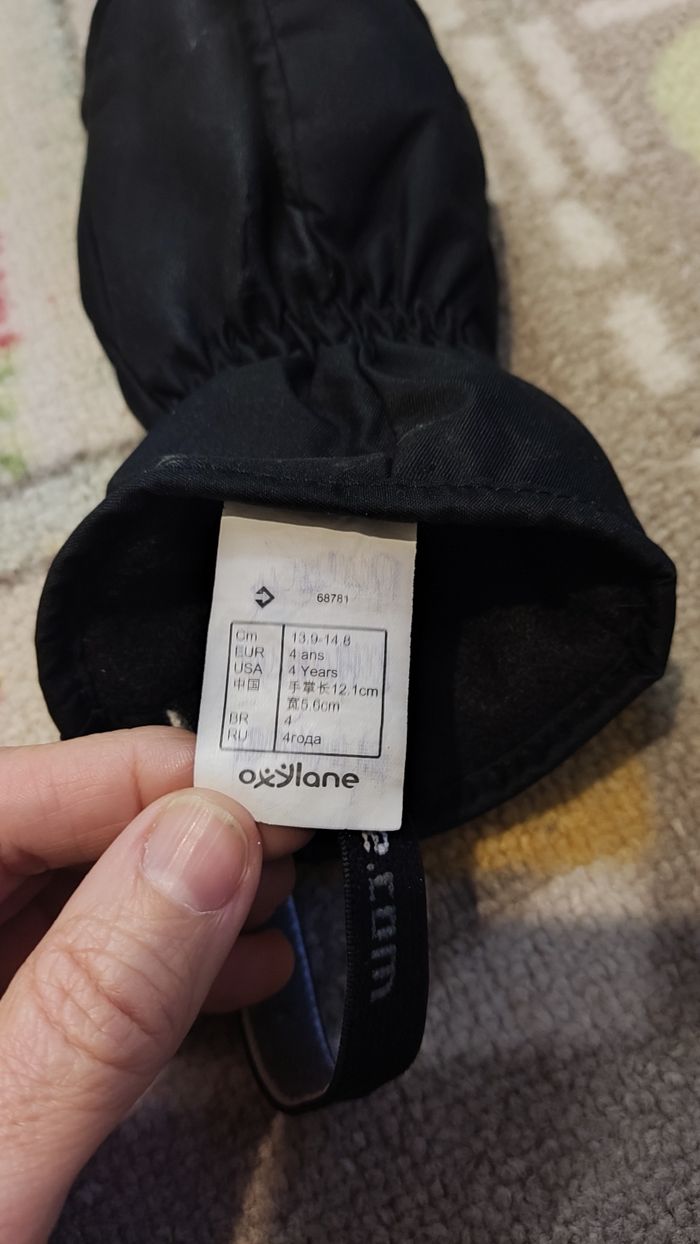 68781
Cm 13.9-14.8
EUR 4 ans
USA 4 Years
中国 手掌长12.1cm
宽5.6cm
BR 4
RU 4года
oxylane
e.com